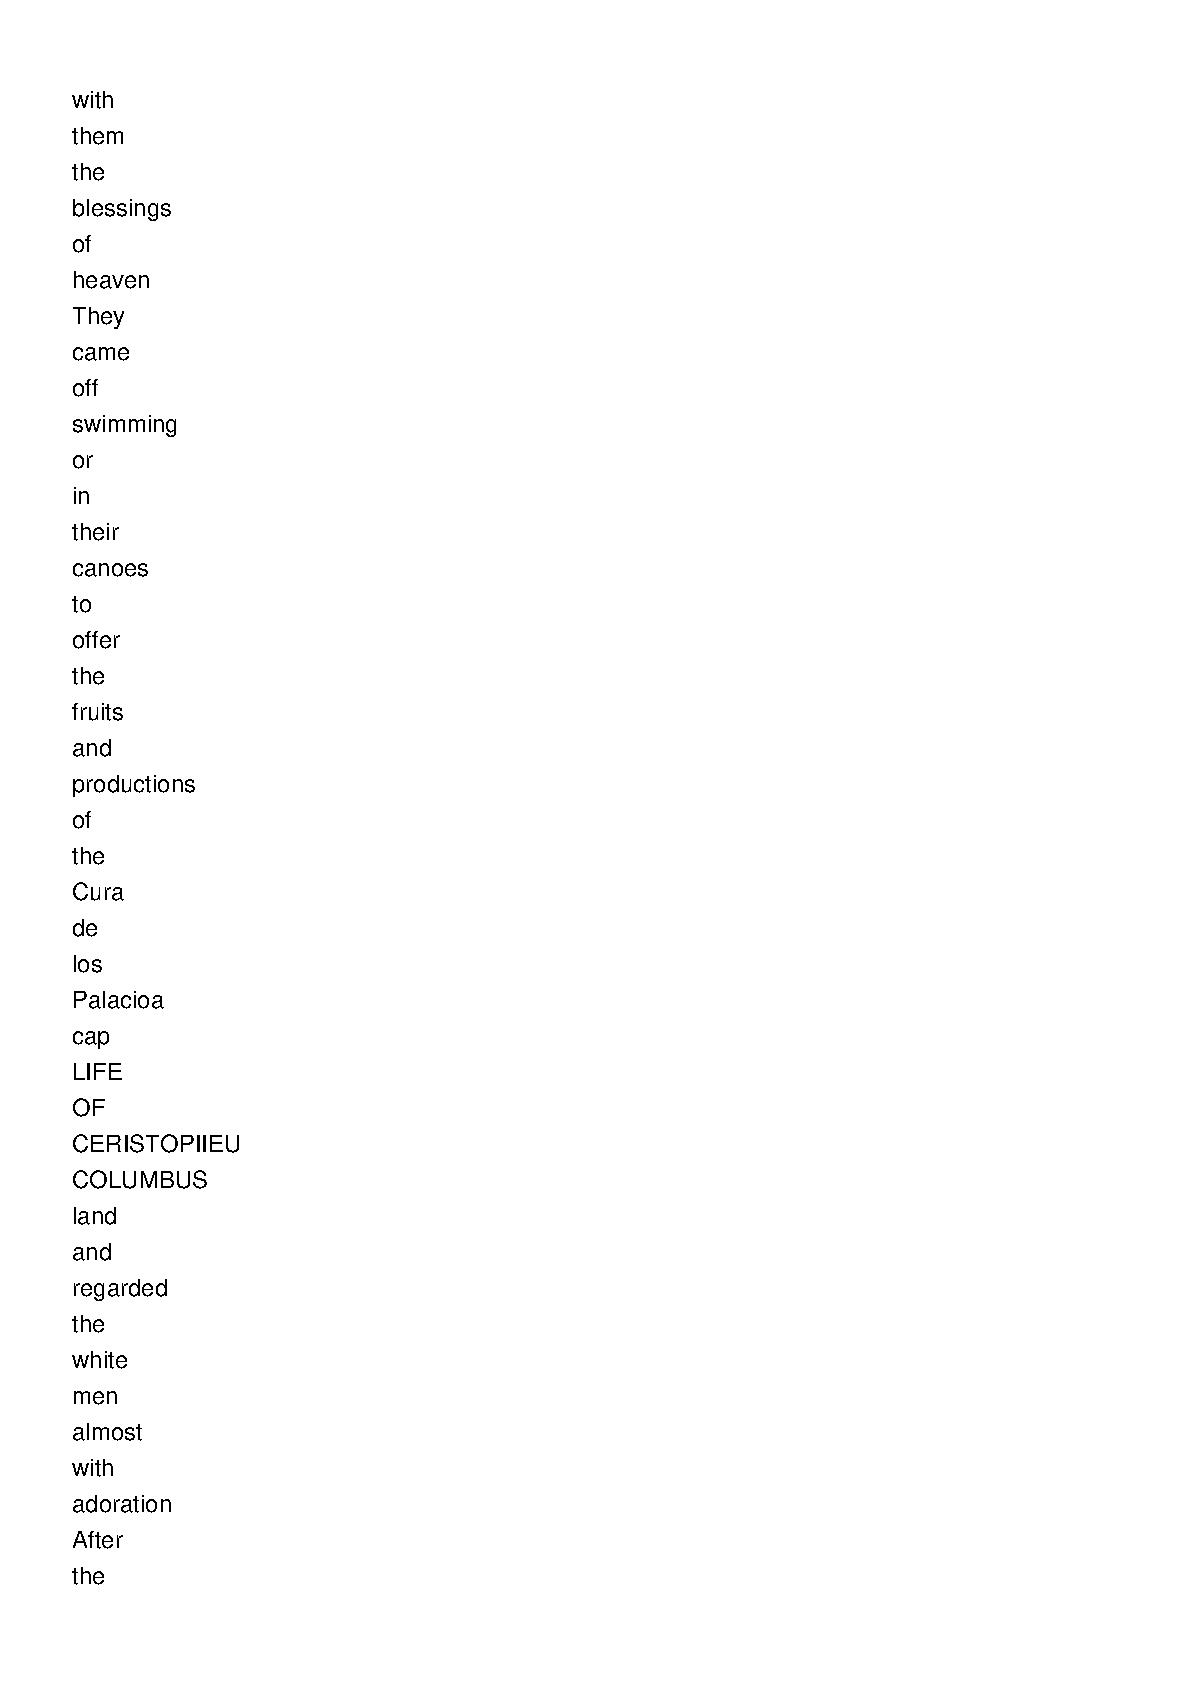 with
them
the
blessings
of
heaven
They
came
off
swimming
or
in
their
canoes
to
offer
the
fruits
and
productions
of
the
Cura
de
los
Palacioa
cap
LIFE
OF
CERISTOPIIEU
COLUMBUS
land
and
regarded
the
white
men
almost
with
adoration
After
the